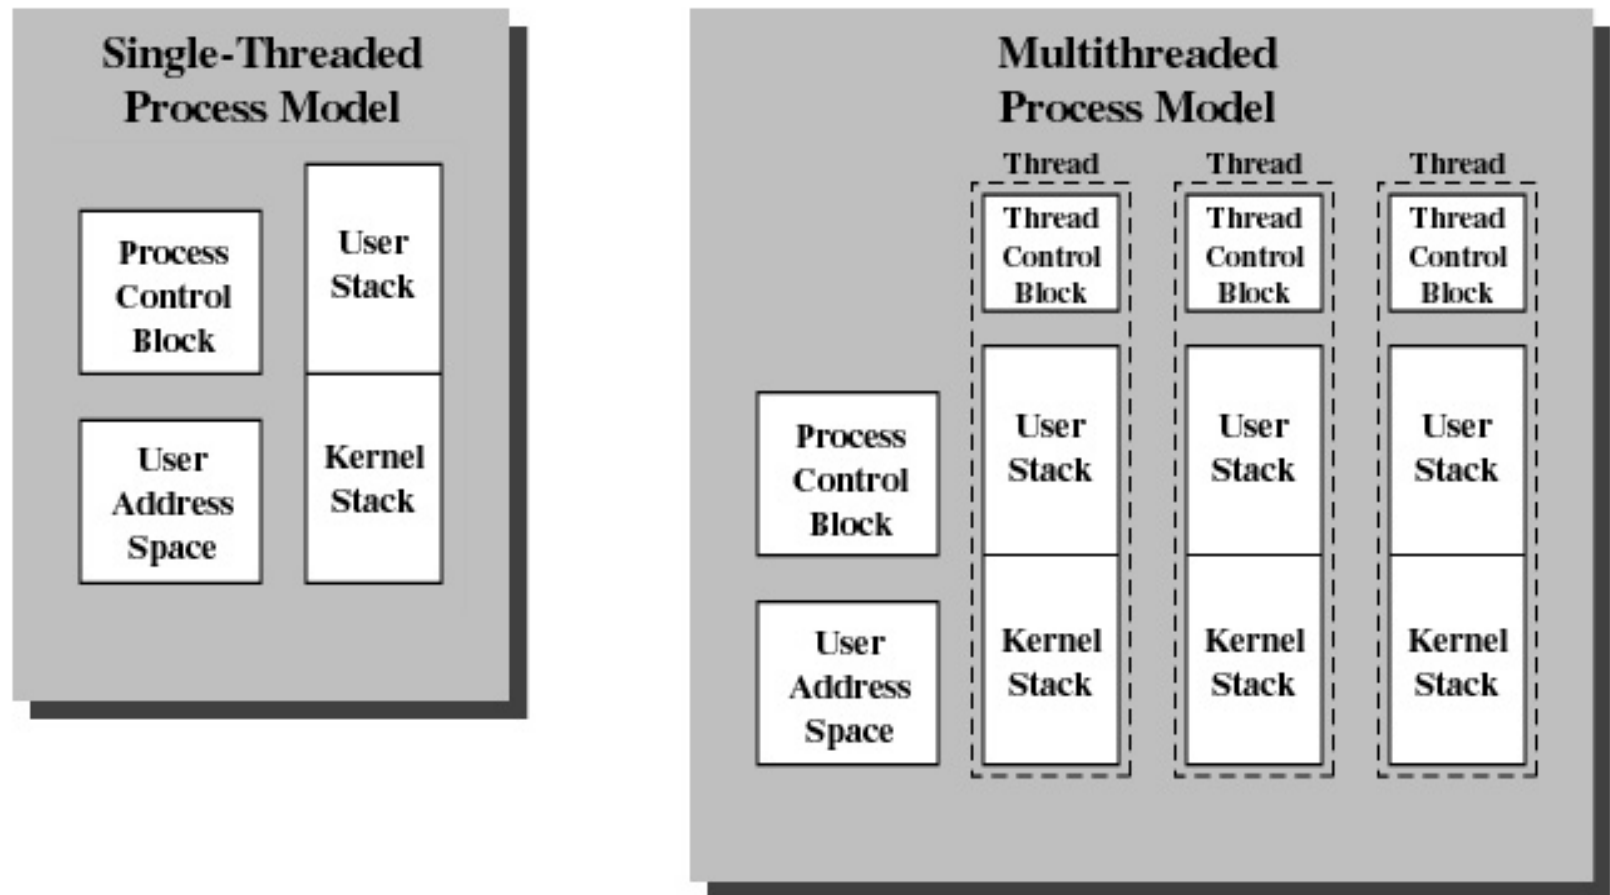 Single-Threaded
Process Model
Process
Control
Block
User
Stack
User
Address
Space
Kernel
Stack
Multithreaded
Process Model
Process
Control
Block
User
Address
Space
Thread
Thread
Control
Block
User
Stack
Kernel
Stack
Thread
Thread
Control
Block
User
Stack
Kernel
Stack
Thread
Thread
Control
Block
User
Stack
Kernel
Stack